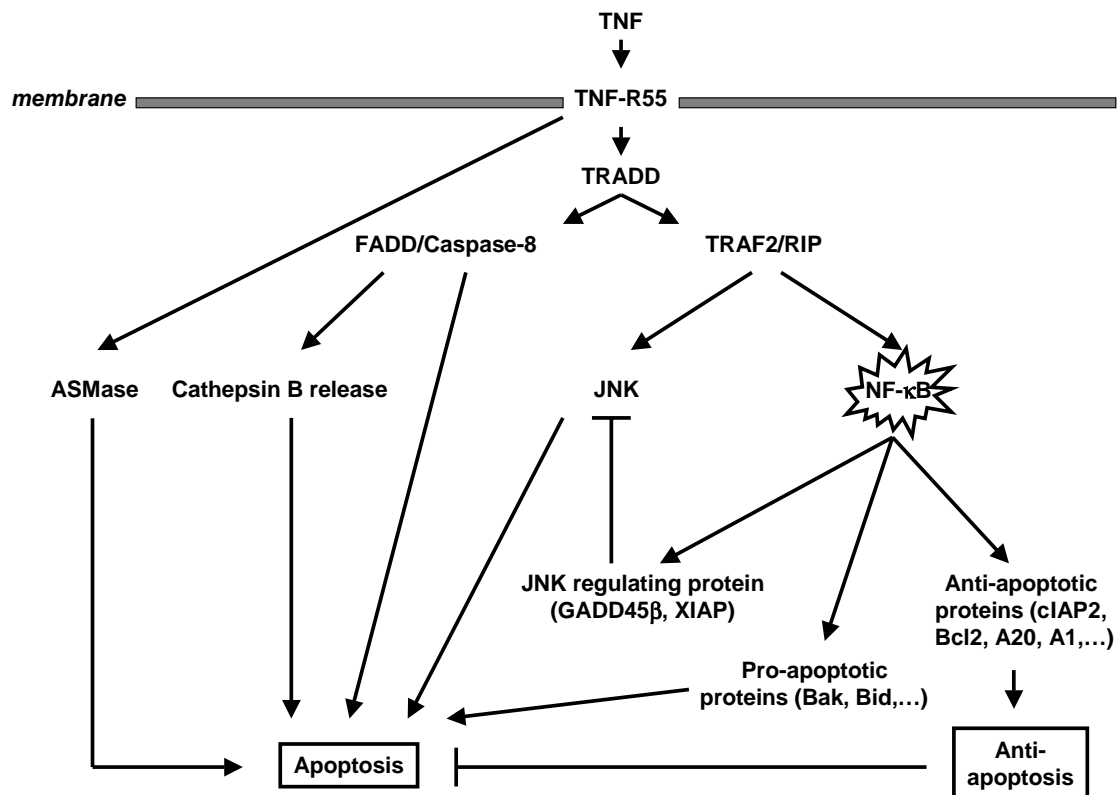 TNF
membrane
TNF-R55
TRADD
FADD/Caspase-8
TRAF2/RIP
ASMase
Cathepsin B release
JNK
NF-κB
JNK regulating protein
(GADD45β, XIAP)
Anti-apoptotic
proteins (cIAP2,
Bcl2, A20, A1,…)
Pro-apoptotic
proteins (Bak, Bid,…)
Apoptosis
Anti-
apoptosis